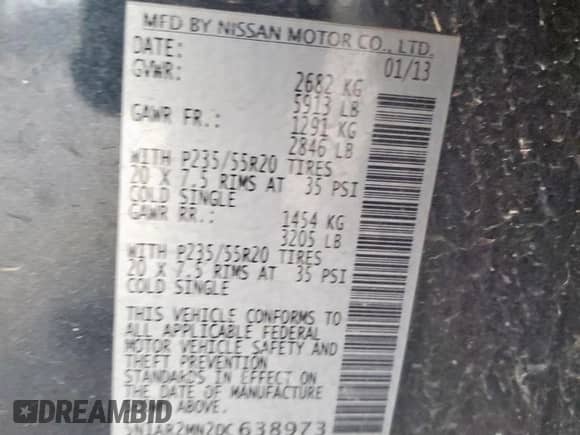 MFD BY NISSAN MOTOR CO., LTD.
DATE: 01/13
GVWR: 2682 KG
5913 LB
GAWR FR.: 1291 KG
2846 LB
WITH P235/55R20 TIRES
20 X 7.5 RIMS AT 35 PSI
COLD SINGLE
GAWR RR.: 1454 KG
3205 LB
WITH P235/55R20 TIRES
20 X 7.5 RIMS AT 35 PSI
COLD SINGLE
THIS VEHICLE CONFORMS TO
ALL APPLICABLE FEDERAL
MOTOR VEHICLE SAFETY AND
THEFT PREVENTION
STANDARDS IN EFFECT ON
THE DATE OF MANUFACTURE
ABOVE.
5N1AR2MN2DC638973
DREAMBID